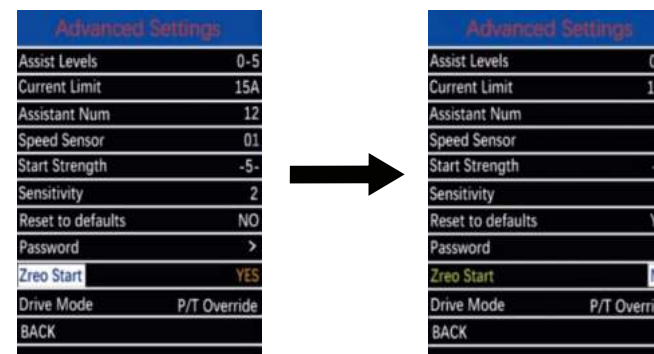 Advanced Settings
Assist Levels 0-5
Current Limit 15A
Assistant Num 12
Speed Sensor 01
Start Strength -5-
Sensitivity 2
Reset to defaults NO
Password >
Zreo Start YES
Drive Mode P/T Override
BACK
Advanced Settings
Assist Levels
Current Limit
Assistant Num
Speed Sensor
Start Strength
Sensitivity
Reset to defaults
Password
Zreo Start
Drive Mode P/T
BACK